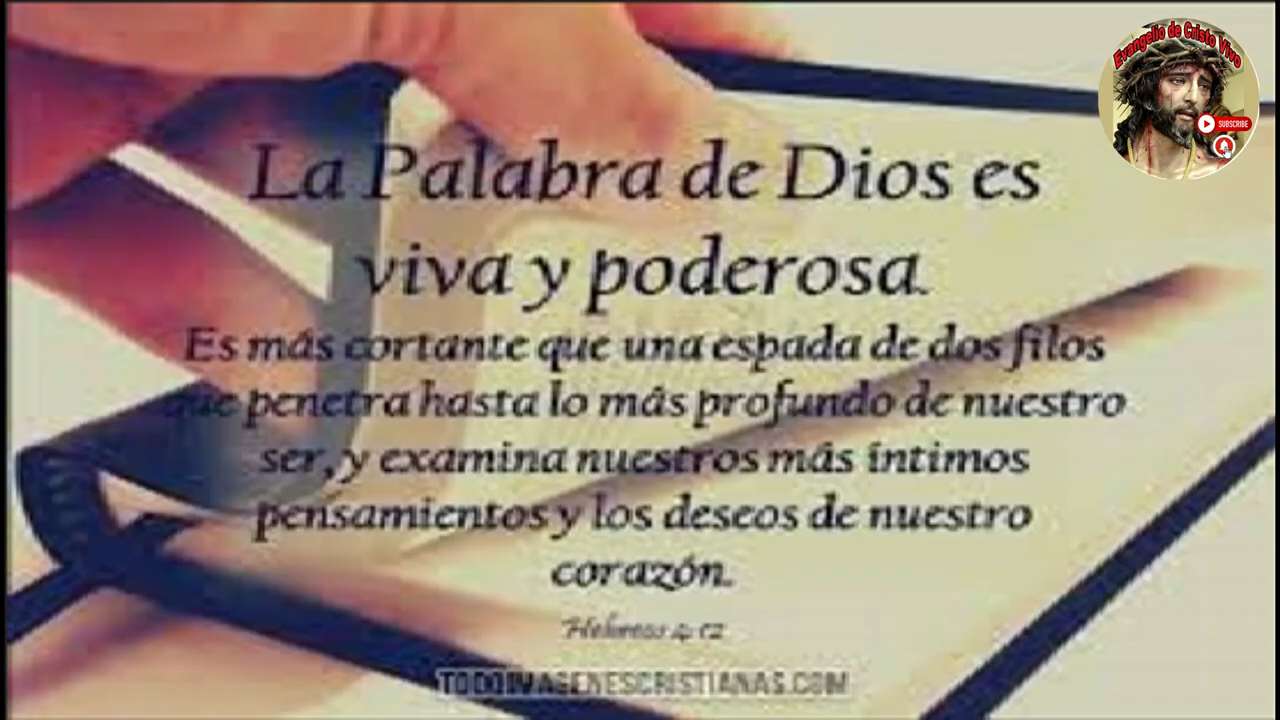 Evangelio de Cristo Vivo
SUBSCRIBE
La Palabra de Dios es
viva y poderosa.
Es más cortante que una espada de dos filos
que penetra hasta lo más profundo de nuestro
ser, y examina nuestros más íntimos
pensamientos y los deseos de nuestro
corazón.
Hebreos 4:12
TODOIMAGENESCRISTIANAS.COM